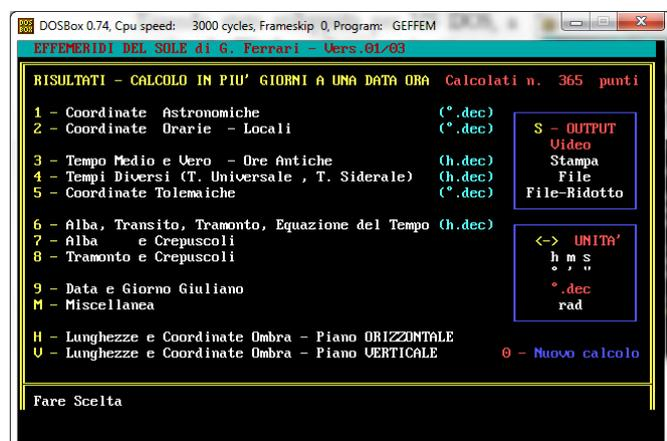 DOSBox 0.74, Cpu speed: 3000 cycles, Frameskip 0, Program: GEFFEM
EFFEMERIDI DEL SOLE di G. Ferrari - Vers.01/03
RISULTATI - CALCOLO IN PIU' GIORNI A UNA DATA ORA Calcolati n. 365 punti
1 - Coordinate Astronomiche (°.dec)
2 - Coordinate Orarie - Locali (°.dec)
3 - Tempo Medio e Vero - Ore Antiche (h.dec)
4 - Tempi Diversi (T. Universale , T. Siderale) (h.dec)
5 - Coordinate Tolemaiche (°.dec)
6 - Alba, Transito, Tramonto, Equazione del Tempo (h.dec)
7 - Alba e Crepuscoli
8 - Tramonto e Crepuscoli
9 - Data e Giorno Giuliano
M - Miscellanea
H - Lunghezze e Coordinate Ombra - Piano ORIZZONTALE
V - Lunghezze e Coordinate Ombra - Piano VERTICALE
S - OUTPUT
Video
Stampa
File
File-Ridotto
<-> UNITA'
h m s
° ' "
°.dec
rad
0 - Nuovo calcolo
Fare Scelta